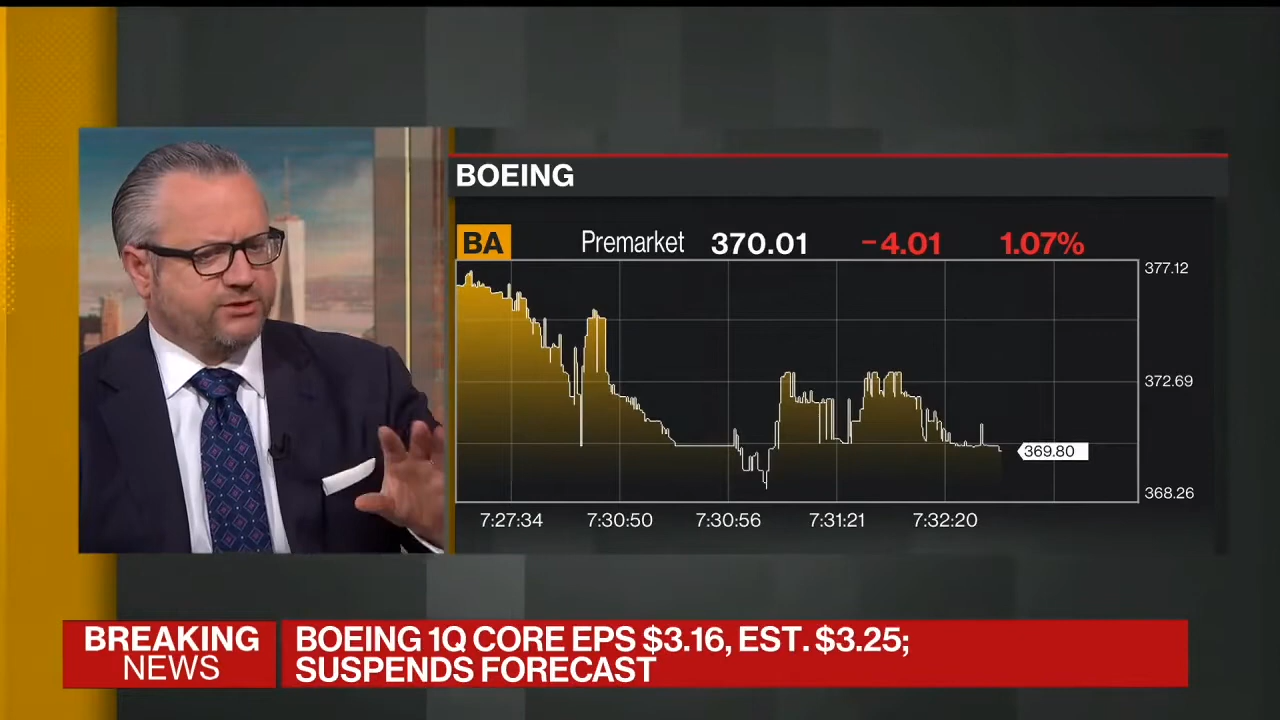 BOEING
BA Premarket 370.01 -4.01 1.07%
377.12
372.69
369.80
368.26
7:27:34 7:30:50 7:30:56 7:31:21 7:32:20
BREAKING
NEWS
BOEING 1Q CORE EPS $3.16, EST. $3.25;
SUSPENDS FORECAST